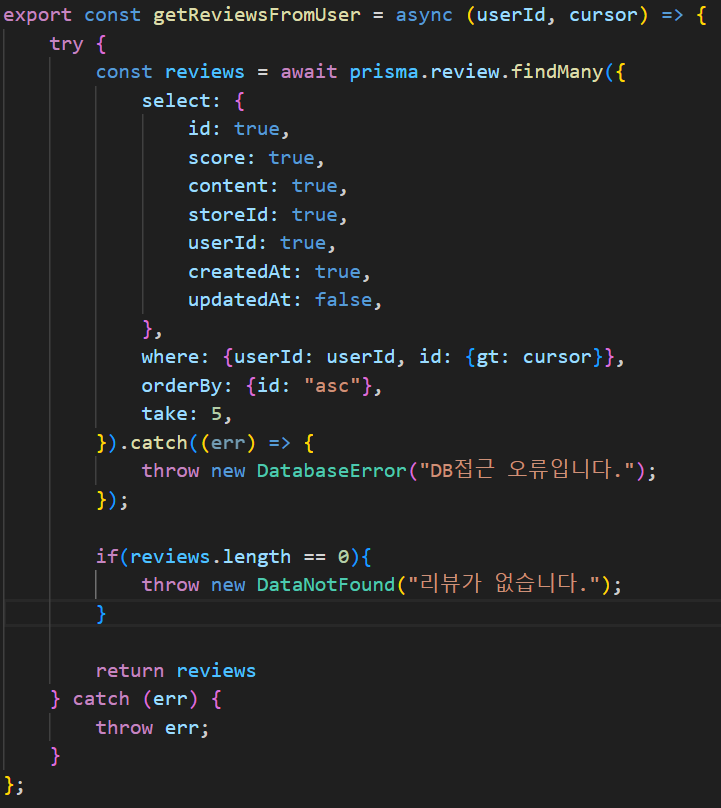 export const getReviewsFromUser = async (userId, cursor) => {
    try {
        const reviews = await prisma.review.findMany({
            select: {
                id: true,
                score: true,
                content: true,
                storeId: true,
                userId: true,
                createdAt: true,
                updatedAt: false,
            },
            where: {userId: userId, id: {gt: cursor}},
            orderBy: {id: "asc"},
            take: 5,
        }).catch((err) => {
            throw new DatabaseError("DB접근 오류입니다.");
        });

        if(reviews.length == 0){
            throw new DataNotFound("리뷰가 없습니다.");
        }

        return reviews
    } catch (err) {
        throw err;
    }
};